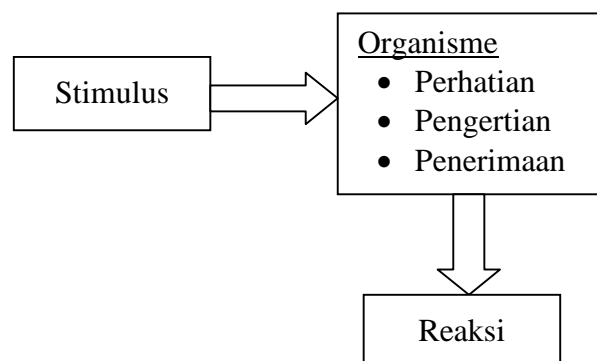 Stimulus
Organisme
• Perhatian
• Pengertian
• Penerimaan
Reaksi